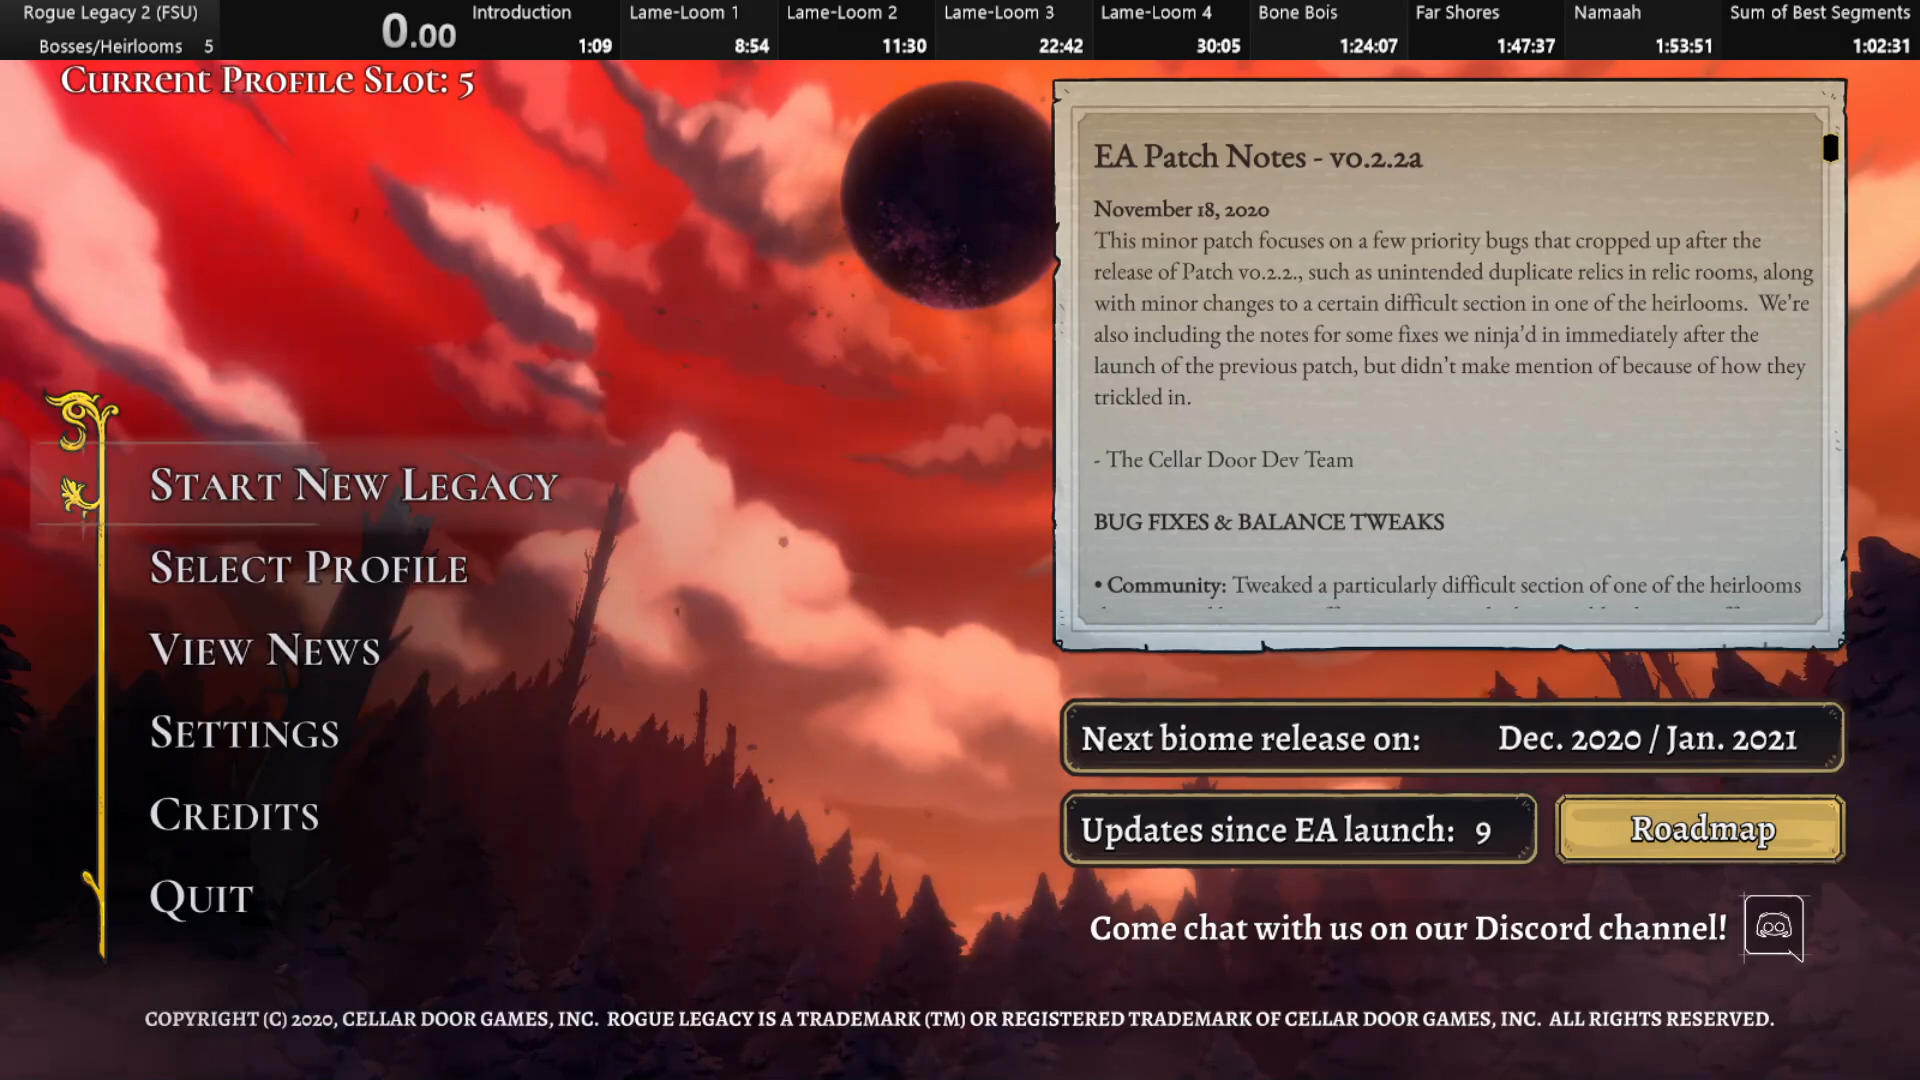 Rogue Legacy 2 (FSU)
Bosses/Heirlooms 5
0.00
Introduction
1:09
Lame-Loom 1
8:54
Lame-Loom 2
11:30
Lame-Loom 3
22:42
Lame-Loom 4
30:05
Bone Bois
1:24:07
Far Shores
1:47:37
Namaah
1:53:51
Sum of Best Segments
1:02:31
Current Profile Slot: 5
Start New Legacy
Select Profile
View News
Settings
Credits
Quit
EA Patch Notes - v0.2.2a
November 18, 2020
This minor patch focuses on a few priority bugs that cropped up after the
release of Patch v0.2.2., such as unintended duplicate relics in relic rooms, along
with minor changes to a certain difficult section in one of the heirlooms. We're
also including the notes for some fixes we ninja'd in immediately after the
launch of the previous patch, but didn't make mention of because of how they
trickled in.
- The Cellar Door Dev Team
BUG FIXES & BALANCE TWEAKS
• Community: Tweaked a particularly difficult section of one of the heirlooms
Next biome release on: Dec. 2020 / Jan. 2021
Updates since EA launch: 9
Roadmap
Come chat with us on our Discord channel!
COPYRIGHT (C) 2020, CELLAR DOOR GAMES, INC. ROGUE LEGACY IS A TRADEMARK (TM) OR REGISTERED TRADEMARK OF CELLAR DOOR GAMES, INC. ALL RIGHTS RESERVED.